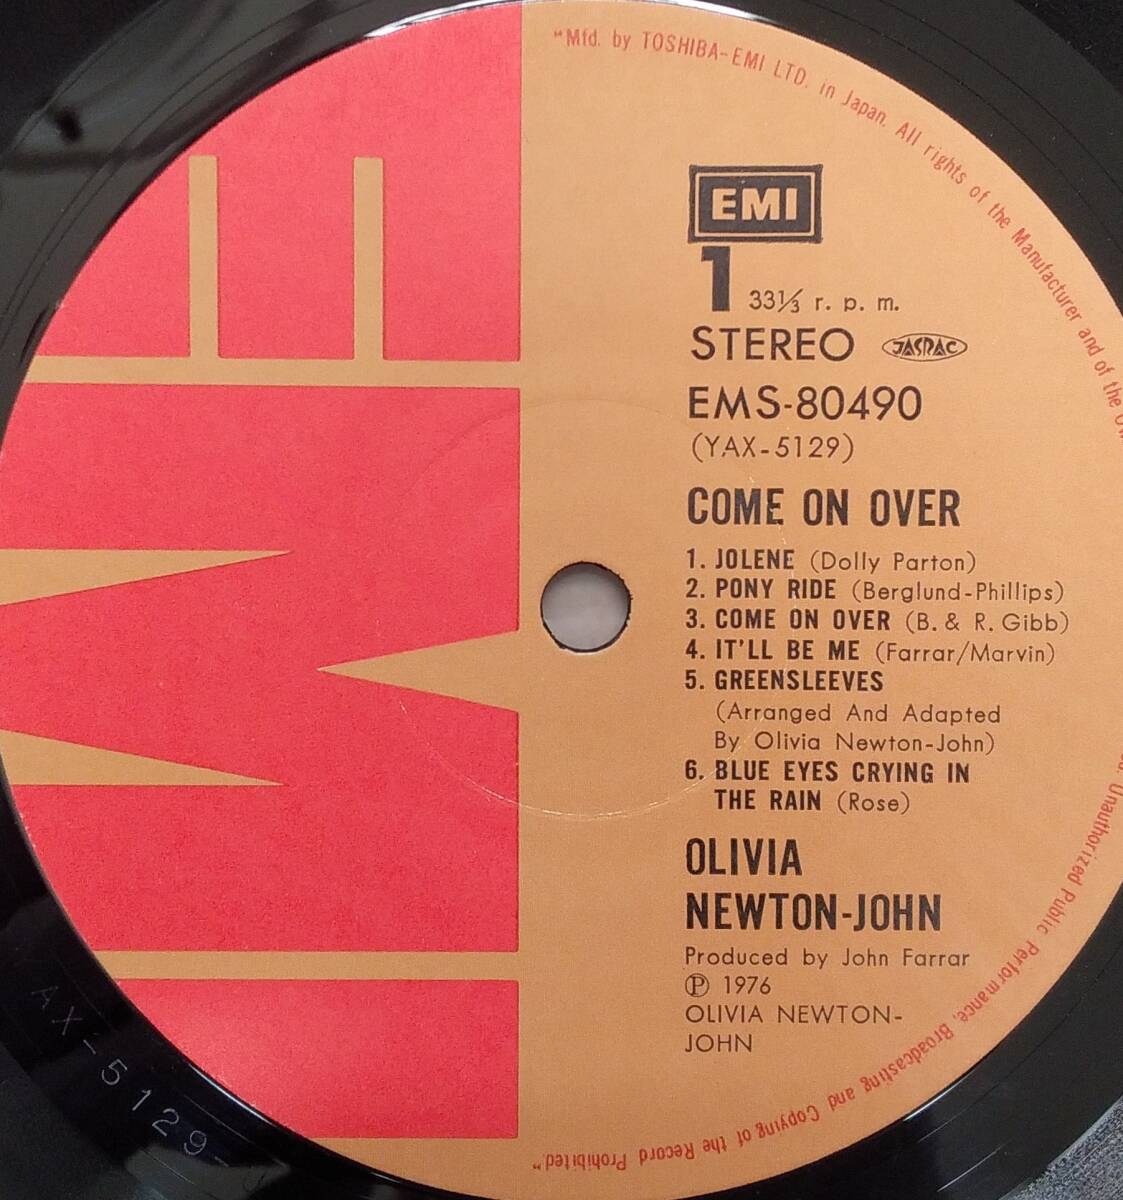 "Mfd. by TOSHIBA-EMI LTD. in Japan. All rights of the Manufacturer and of the
EMI
1 33⅓ r. p. m.
STEREO JASRAC
EMS-80490
(YAX-5129)
COME ON OVER
1. JOLENE (Dolly Parton)
2. PONY RIDE (Berglund-Phillips)
3. COME ON OVER (B. & R. Gibb)
4. IT'LL BE ME (Farrar/Marvin)
5. GREENSLEEVES
(Arranged And Adapted
By Olivia Newton-John)
6. BLUE EYES CRYING IN
THE RAIN (Rose)
OLIVIA
NEWTON-JOHN
Produced by John Farrar
℗ 1976
OLIVIA NEWTON-
JOHN
Unauthorized Public Performance, Broadcasting and Copying of the Record Prohibited."
AX-5129-